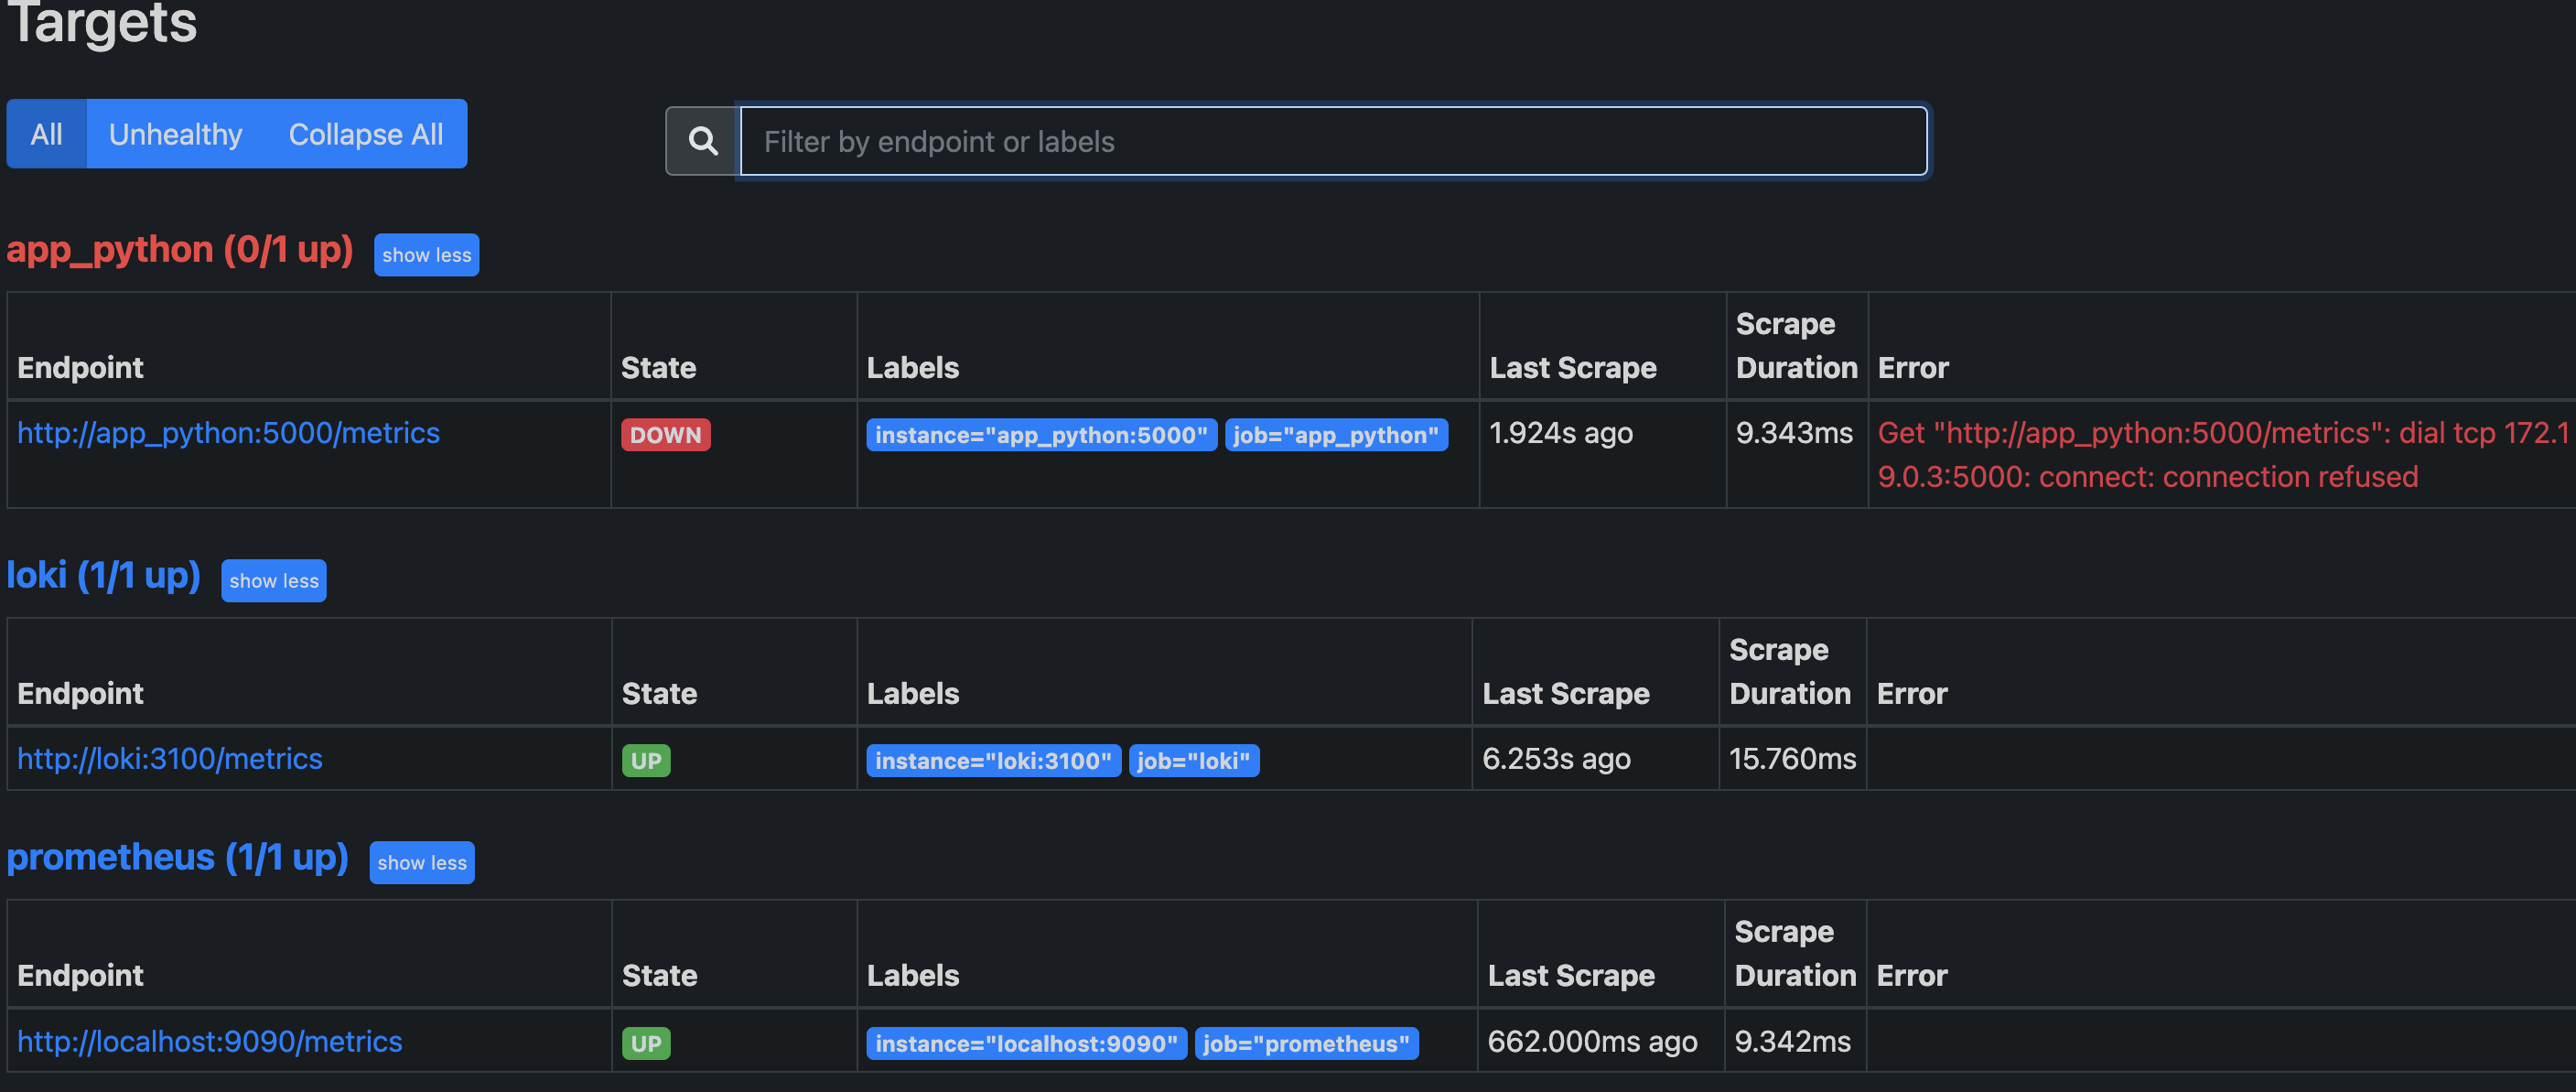 Targets
All Unhealthy Collapse All
Filter by endpoint or labels
app_python (0/1 up) show less
Endpoint State Labels Last Scrape Scrape Duration Error
http://app_python:5000/metrics DOWN instance="app_python:5000" job="app_python" 1.924s ago 9.343ms Get "http://app_python:5000/metrics": dial tcp 172.1
9.0.3:5000: connect: connection refused
loki (1/1 up) show less
Endpoint State Labels Last Scrape Scrape Duration Error
http://loki:3100/metrics UP instance="loki:3100" job="loki" 6.253s ago 15.760ms
prometheus (1/1 up) show less
Endpoint State Labels Last Scrape Scrape Duration Error
http://localhost:9090/metrics UP instance="localhost:9090" job="prometheus" 662.000ms ago 9.342ms